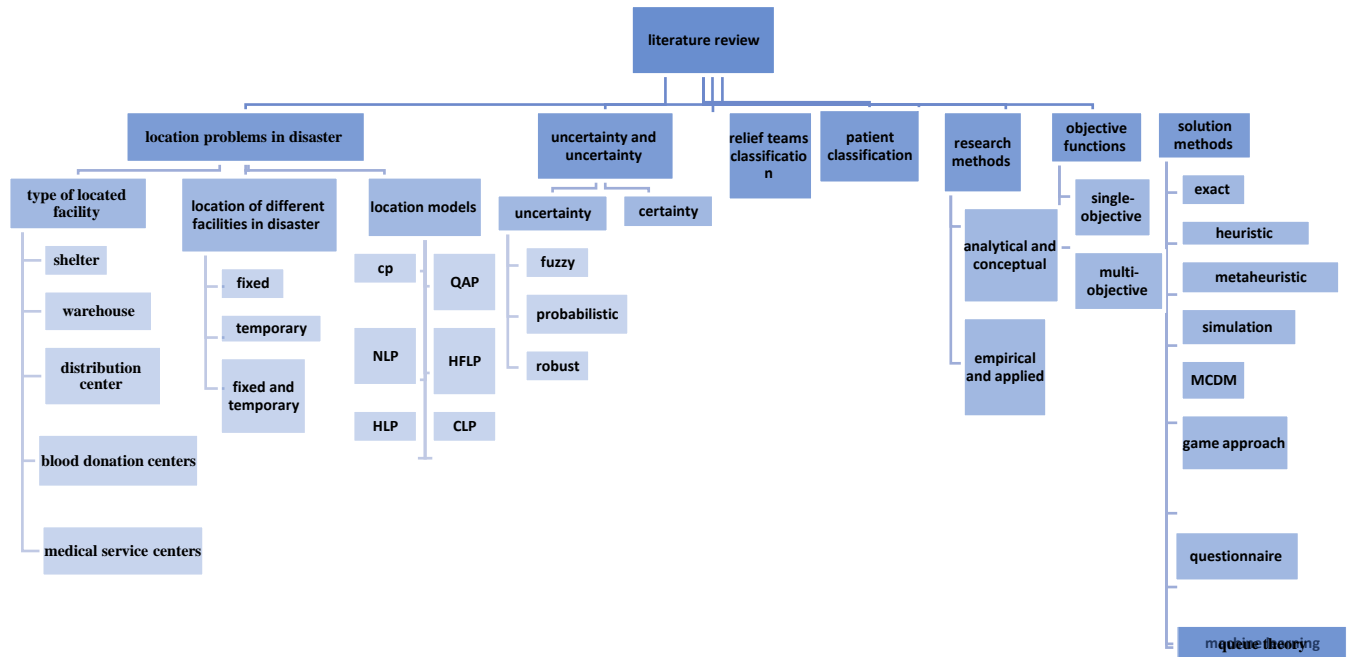 literature review
location problems in disaster
type of located
facility
shelter
warehouse
distribution
center
blood donation centers
medical service centers
location of different
facilities in disaster
fixed
temporary
fixed and
temporary
location models
cp
QAP
NLP
HFLP
HLP
CLP
uncertainty and
uncertainty
uncertainty
fuzzy
probabilistic
robust
certainty
relief teams
classificatio
n
patient
classification
research
methods
analytical and
conceptual
empirical
and applied
objective
functions
single-
objective
multi-
objective
solution
methods
exact
heuristic
metaheuristic
simulation
MCDM
game approach
questionnaire
machine learning
queue theory